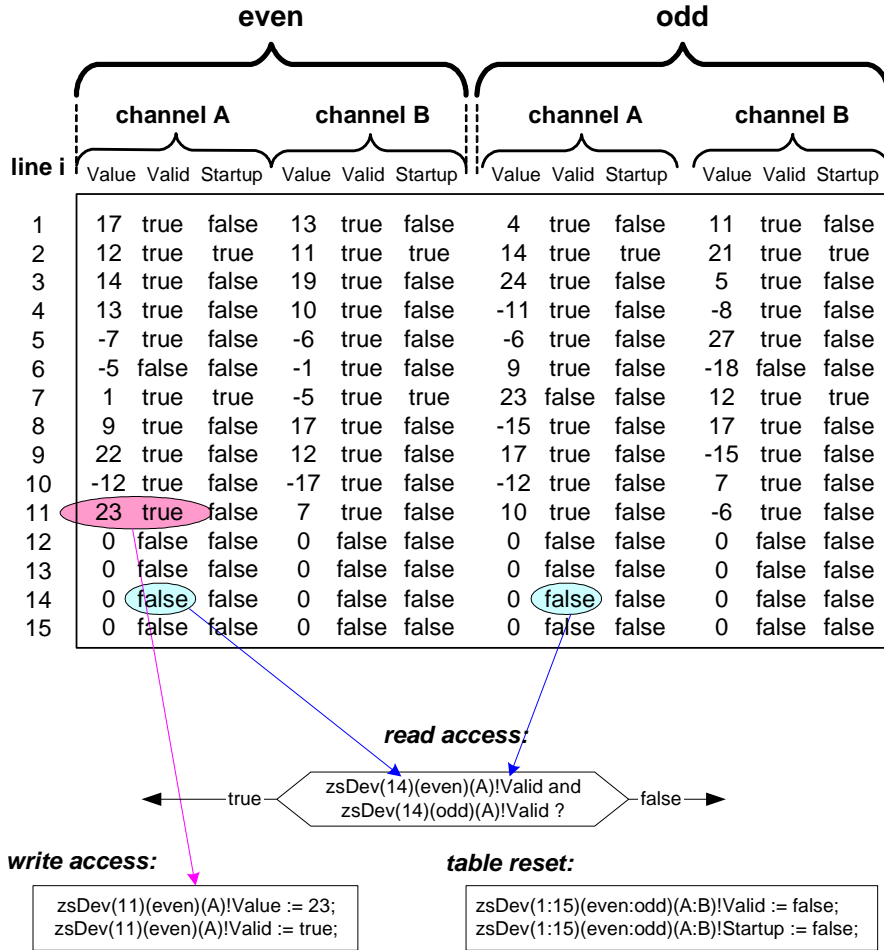 even odd
channel A channel B channel A channel B
line i Value Valid Startup Value Valid Startup Value Valid Startup Value Valid Startup
1 17 true false 13 true false 4 true false 11 true false
2 12 true true 11 true true 14 true true 21 true true
3 14 true false 19 true false 24 true false 5 true false
4 13 true false 10 true false -11 true false -8 true false
5 -7 true false -6 true false -6 true false 27 true false
6 -5 false false -1 true false 9 true false -18 false false
7 1 true true -5 true true 23 false false 12 true true
8 9 true false 17 true false -15 true false 17 true false
9 22 true false 12 true false 17 true false -15 true false
10 -12 true false -17 true false -12 true false 7 true false
11 23 true false 7 true false 10 true false -6 true false
12 0 false false 0 false false 0 false false 0 false false
13 0 false false 0 false false 0 false false 0 false false
14 0 false false 0 false false 0 false false 0 false false
15 0 false false 0 false false 0 false false 0 false false
read access:
zsDev(14)(even)(A)!Valid and
zsDev(14)(odd)(A)!Valid ?
true false
write access:
zsDev(11)(even)(A)!Value := 23;
zsDev(11)(even)(A)!Valid := true;
table reset:
zsDev(1:15)(even:odd)(A:B)!Valid := false;
zsDev(1:15)(even:odd)(A:B)!Startup := false;